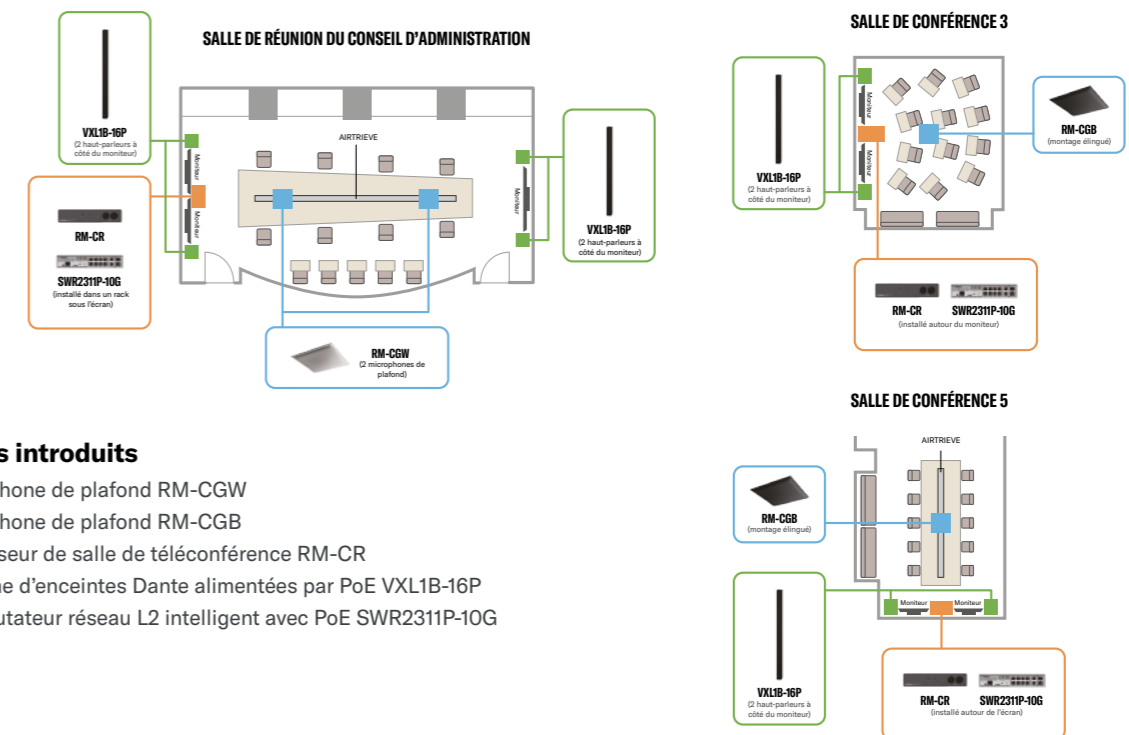 SALLE DE RÉUNION DU CONSEIL D'ADMINISTRATION
VXL1B-16P
(2 haut-parleurs à
côté du moniteur)
RM-CR
SWR2311P-10G
(installé dans un rack
sous l'écran)
Moniteur
Moniteur
AIRTRIEVE
Moniteur
VXL1B-16P
(2 haut-parleurs à
côté du moniteur)
RM-CGW
(2 microphones de
plafond)
SALLE DE CONFÉRENCE 3
VXL1B-16P
(2 haut-parleurs à
côté du moniteur)
Moniteur
Moniteur
RM-CGB
(montage élingué)
RM-CR
SWR2311P-10G
(installé autour du moniteur)
SALLE DE CONFÉRENCE 5
AIRTRIEVE
RM-CGB
(montage élingué)
Moniteur
Moniteur
VXL1B-16P
(2 haut-parleurs à
côté du moniteur)
RM-CR
SWR2311P-10G
(installé autour de l'écran)
s introduits
hone de plafond RM-CGW
hone de plafond RM-CGB
seur de salle de téléconférence RM-CR
e d'enceintes Dante alimentées par PoE VXL1B-16P
utateur réseau L2 intelligent avec PoE SWR2311P-10G